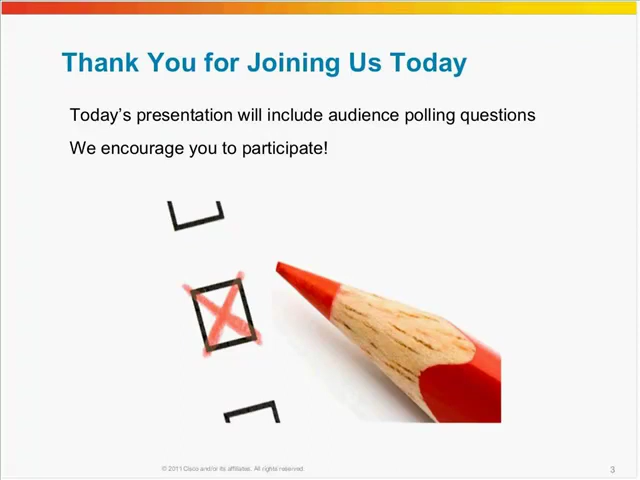 Thank You for Joining Us Today
Today’s presentation will include audience polling questions
We encourage you to participate!
© 2011 Cisco and/or its affiliates. All rights reserved.
3